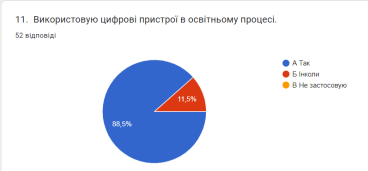 11. Використовую цифрові пристрої в освітньому процесі.
52 відповіді
А Так
Б Інколи
В Не застосовую
11,5%
88,5%